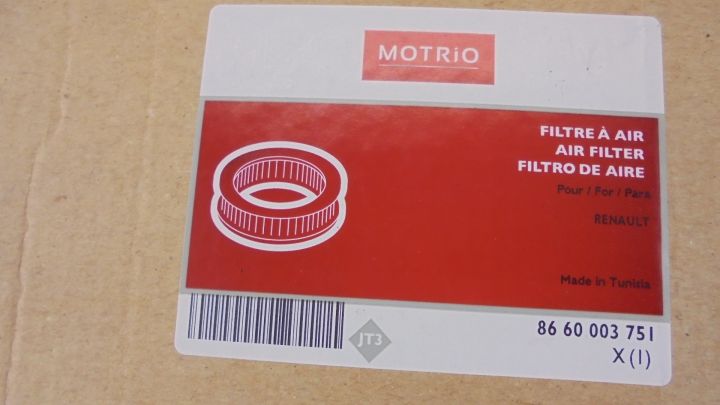 MOTRiO
FILTRE À AIR
AIR FILTER
FILTRO DE AIRE
Pour / For / Para
RENAULT
Made in Tunisia
JT3
86 60 003 751
X (1)